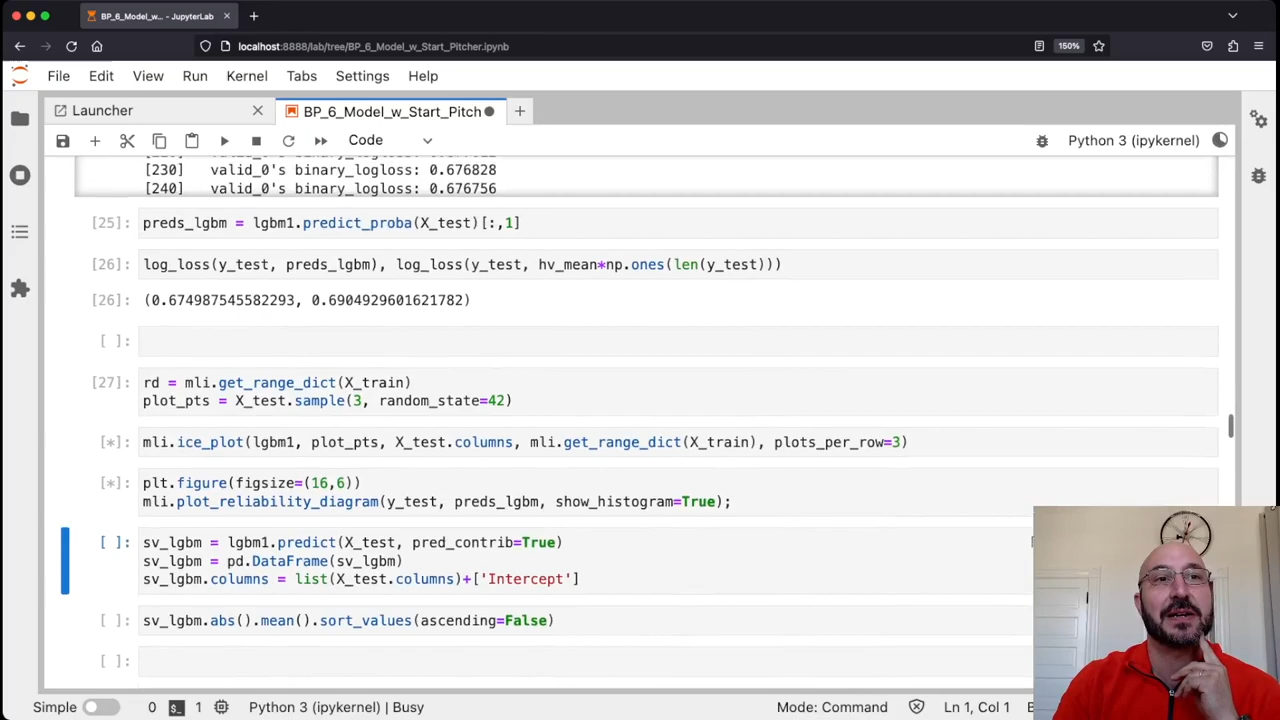 BP_6_Model_w... - JupyterLab
localhost:8888/lab/tree/BP_6_Model_w_Start_Pitcher.ipynb
150%
File Edit View Run Kernel Tabs Settings Help
Launcher
BP_6_Model_w_Start_Pitch
Code
Python 3 (ipykernel)
[230] valid_0's binary_logloss: 0.676828
[240] valid_0's binary_logloss: 0.676756
[25]: preds_lgbm = lgbm1.predict_proba(X_test)[:,1]
[26]: log_loss(y_test, preds_lgbm), log_loss(y_test, hv_mean*np.ones(len(y_test)))
[26]: (0.674987545582293, 0.6904929601621782)
[ ]:
[27]: rd = mli.get_range_dict(X_train)
plot_pts = X_test.sample(3, random_state=42)
[*]: mli.ice_plot(lgbm1, plot_pts, X_test.columns, mli.get_range_dict(X_train), plots_per_row=3)
[*]: plt.figure(figsize=(16,6))
mli.plot_reliability_diagram(y_test, preds_lgbm, show_histogram=True);
[ ]: sv_lgbm = lgbm1.predict(X_test, pred_contrib=True)
sv_lgbm = pd.DataFrame(sv_lgbm)
sv_lgbm.columns = list(X_test.columns)+['Intercept']
[ ]: sv_lgbm.abs().mean().sort_values(ascending=False)
[ ]:
Simple 0 1 Python 3 (ipykernel) | Busy Mode: Command Ln 1, Col 1